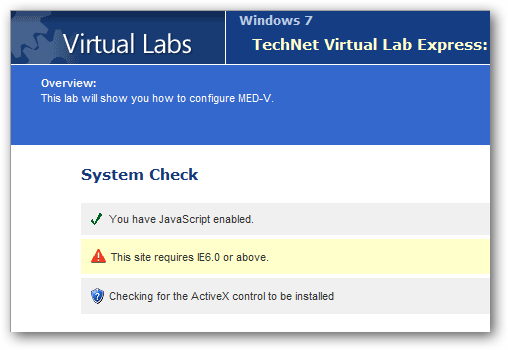 Virtual Labs
Windows 7
TechNet Virtual Lab Express:
Overview:
This lab will show you how to configure MED-V.
System Check
You have JavaScript enabled.
This site requires IE6.0 or above.
Checking for the ActiveX control to be installed